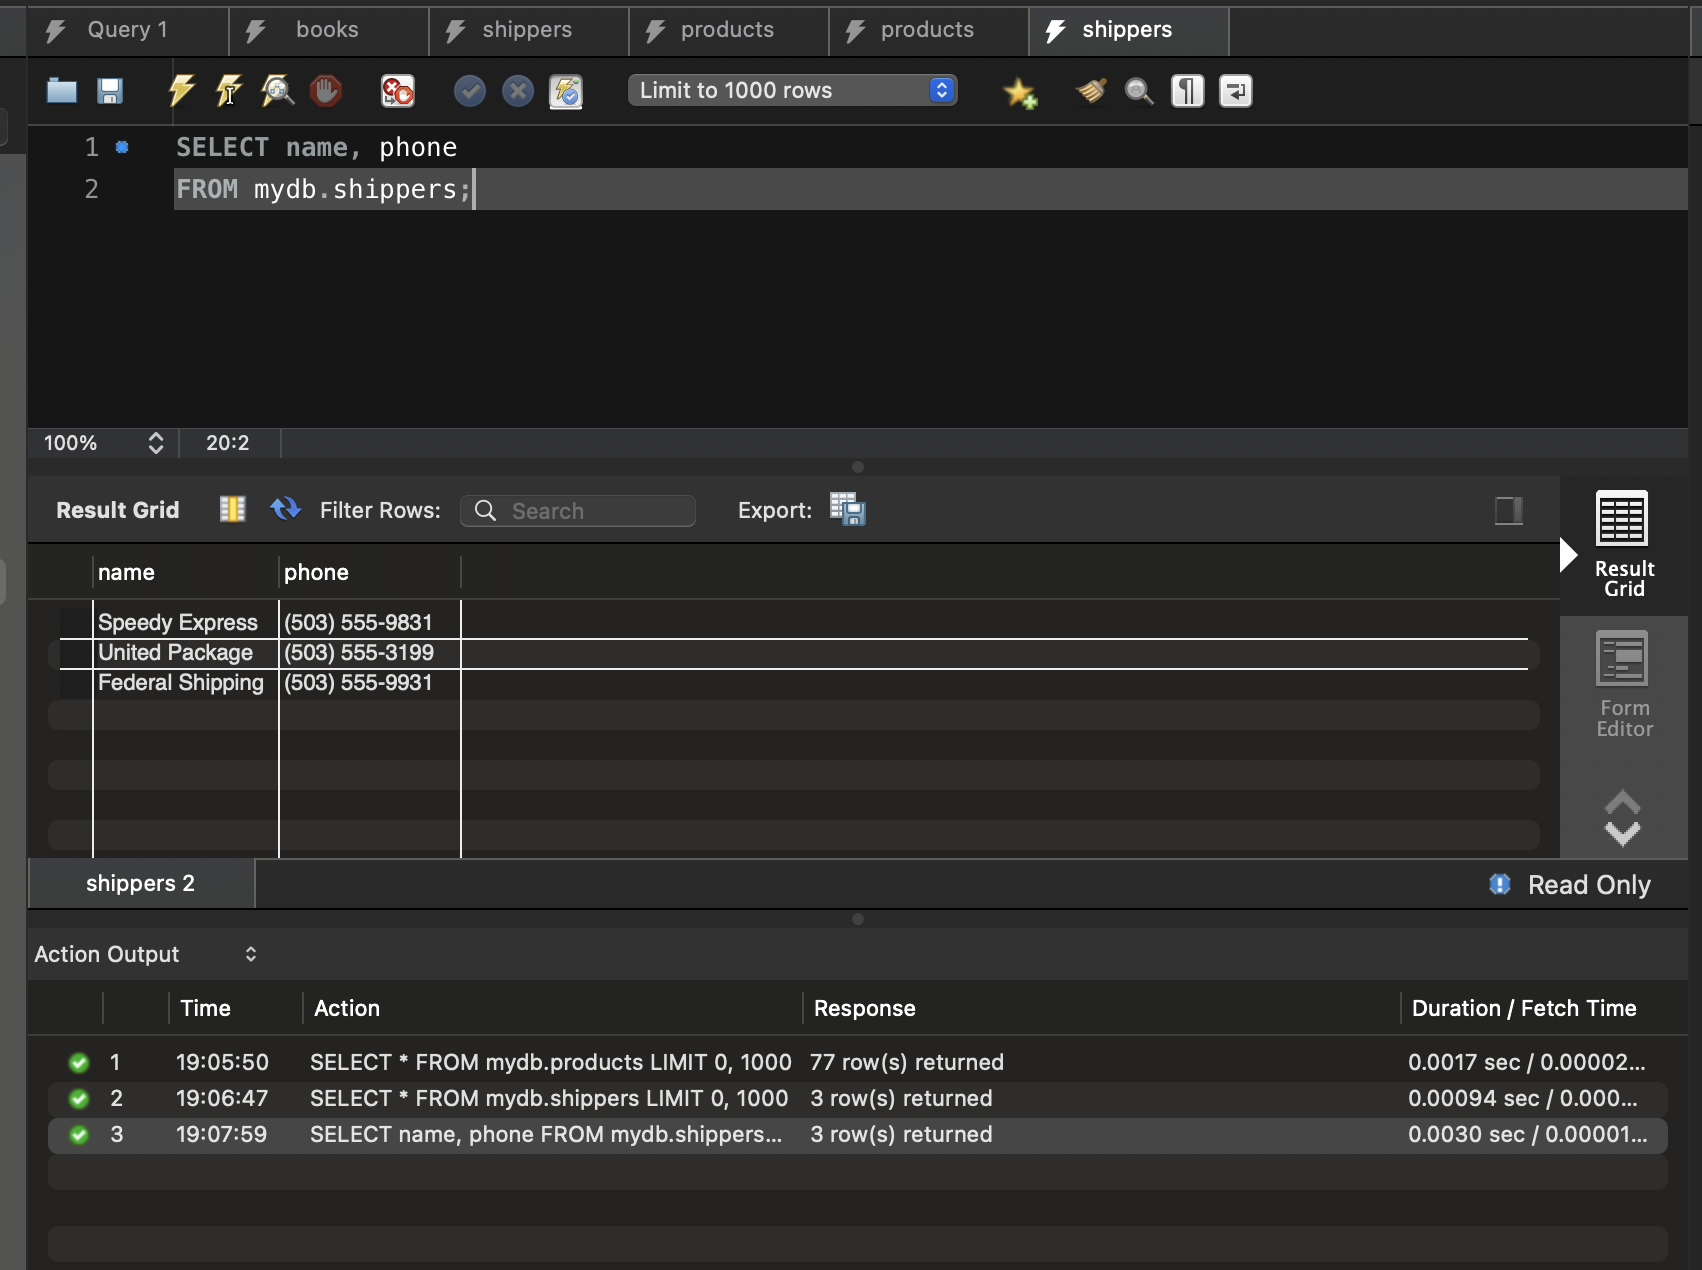 Query 1 books shippers products products shippers
Limit to 1000 rows
1 SELECT name, phone
2 FROM mydb.shippers;
100% 20:2
Result Grid Filter Rows: Search Export:
name phone
Speedy Express (503) 555-9831
United Package (503) 555-3199
Federal Shipping (503) 555-9931
Result
Grid
Form
Editor
shippers 2 Read Only
Action Output
Time Action Response Duration / Fetch Time
1 19:05:50 SELECT * FROM mydb.products LIMIT 0, 1000 77 row(s) returned 0.0017 sec / 0.00002...
2 19:06:47 SELECT * FROM mydb.shippers LIMIT 0, 1000 3 row(s) returned 0.00094 sec / 0.000...
3 19:07:59 SELECT name, phone FROM mydb.shippers... 3 row(s) returned 0.0030 sec / 0.00001...